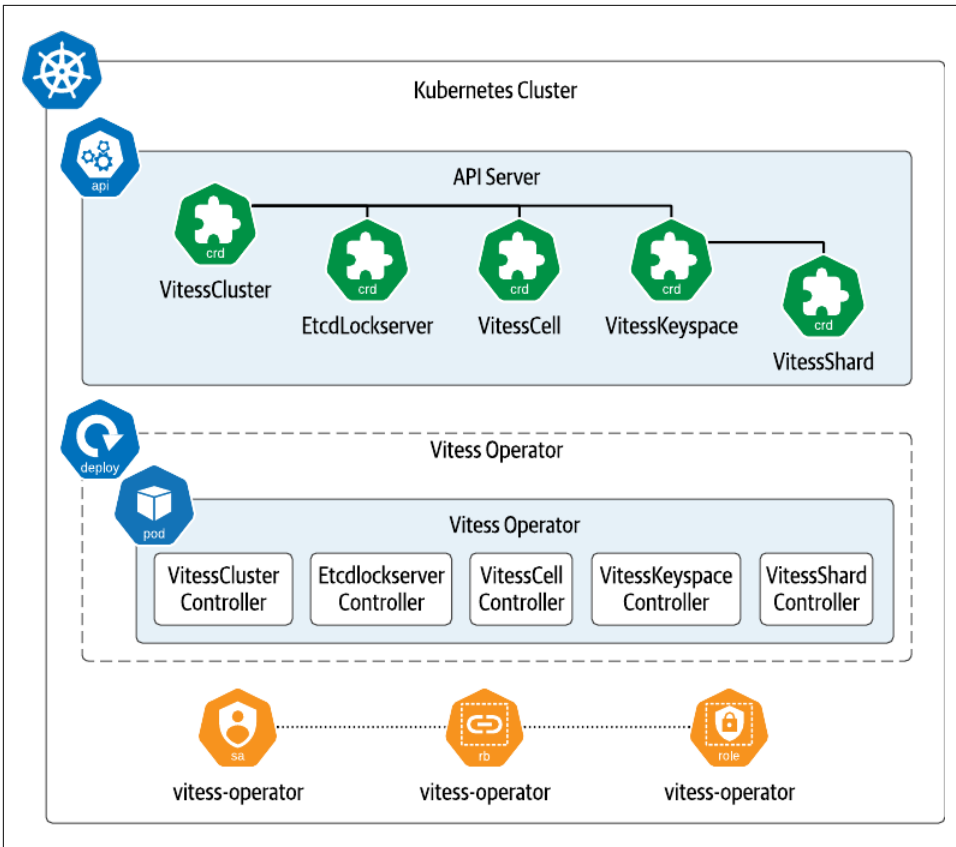 Kubernetes Cluster
api
API Server
crd
VitessCluster
crd
EtcdLockserver
crd
VitessCell
crd
VitessKeyspace
crd
VitessShard
deploy
Vitess Operator
pod
Vitess Operator
VitessCluster
Controller
Etcdlockserver
Controller
VitessCell
Controller
VitessKeyspace
Controller
VitessShard
Controller
sa
vitess-operator
rb
vitess-operator
role
vitess-operator